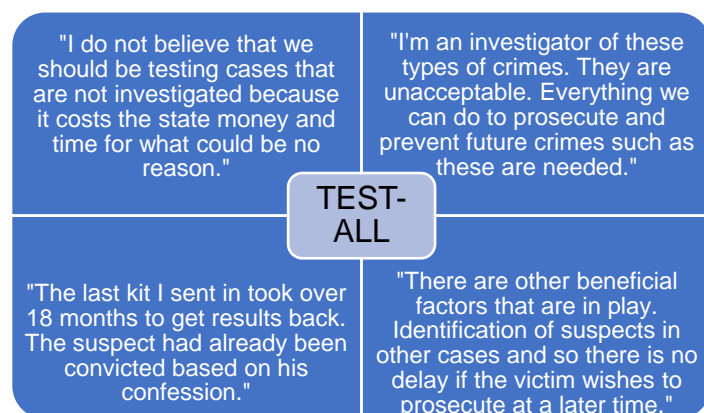 "I do not believe that we
should be testing cases that
are not investigated because
it costs the state money and
time for what could be no
reason."
"I'm an investigator of these
types of crimes. They are
unacceptable. Everything we
can do to prosecute and
prevent future crimes such as
these are needed."
TEST-
ALL
"The last kit I sent in took over
18 months to get results back.
The suspect had already been
convicted based on his
confession."
"There are other beneficial
factors that are in play.
Identification of suspects in
other cases and so there is no
delay if the victim wishes to
prosecute at a later time."